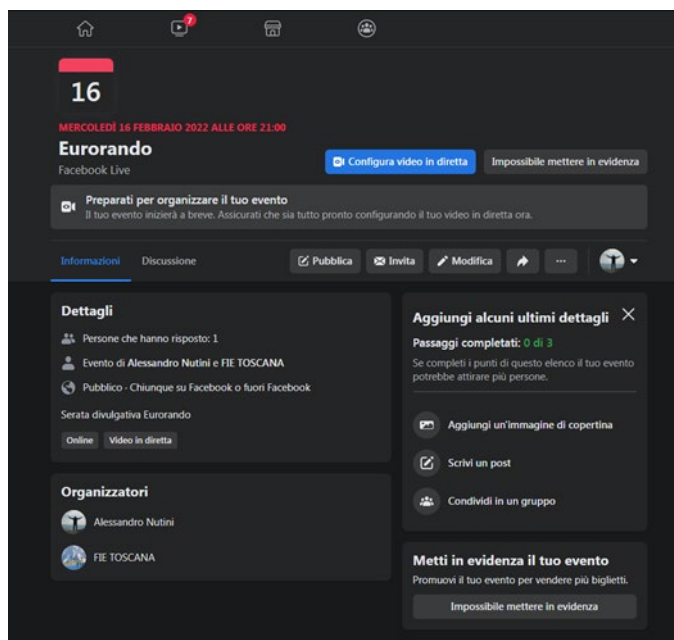 7
16
MERCOLEDÌ 16 FEBBRAIO 2022 ALLE ORE 21:00
Eurorando
Facebook Live
Configura video in diretta
Impossibile mettere in evidenza
Preparati per organizzare il tuo evento
Il tuo evento inizierà a breve. Assicurati che sia tutto pronto configurando il tuo video in diretta ora.
Informazioni
Discussione
Pubblica
Invita
Modifica
Dettagli
Persone che hanno risposto: 1
Evento di Alessandro Nutini e FIE TOSCANA
Pubblico · Chiunque su Facebook o fuori Facebook
Serata divulgativa Eurorando
Online
Video in diretta
Organizzatori
Alessandro Nutini
FIE TOSCANA
Aggiungi alcuni ultimi dettagli
Passaggi completati: 0 di 3
Se completi i punti di questo elenco il tuo evento
potrebbe attirare più persone.
Aggiungi un'immagine di copertina
Scrivi un post
Condividi in un gruppo
Metti in evidenza il tuo evento
Promuovi il tuo evento per vendere più biglietti.
Impossibile mettere in evidenza